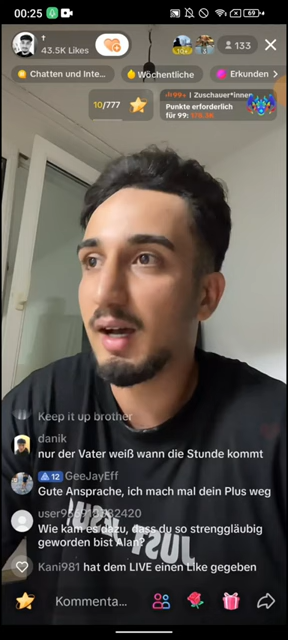 00:25
69
†
43.5K Likes
133
Chatten und Inte...
Wöchentliche
Erkunden
10/777
Zuschauer*innen
Punkte erforderlich
für 99:
Keep it up brother
danik
nur der Vater weiß wann die Stunde kommt
12 GeeJayEff
Gute Ansprache, ich mach mal dein Plus weg
Wie kam es dazu, dass du so strenggläubig
geworden bist Alan?
Kani981 hat dem LIVE einen Like gegeben
JUST
Kommenta...